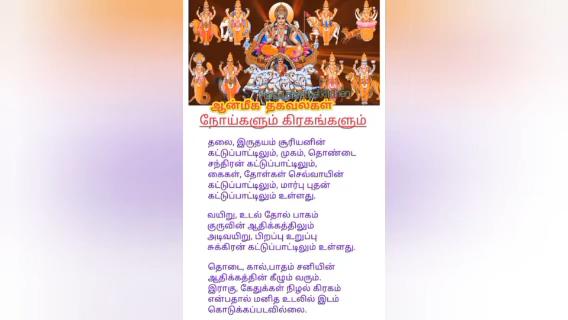 ஆன்மீக தகவல்கள்
நோய்களும் கிரகங்களும்
தலை, இருதயம் சூரியனின்
கட்டுப்பாட்டிலும், முகம், தொண்டை
சந்திரன் கட்டுப்பாட்டிலும்,
கைகள், தோள்கள் செவ்வாயின்
கட்டுப்பாட்டிலும், மார்பு புதன்
கட்டுப்பாட்டிலும் உள்ளது.
வயிறு, உடல் தோல் பாகம்
குருவின் ஆதிக்கத்திலும்
அடிவயிறு, பிறப்பு உறுப்பு
சுக்கிரன் கட்டுப்பாட்டிலும் உள்ளது.
தொடை, கால்,பாதம் சனியின்
ஆதிக்கத்தின் கீழும் வரும்.
இராகு, கேதுக்கள் நிழல் கிரகம்
என்பதால் மனித உடலில் இடம்
கொடுக்கப்படவில்லை.